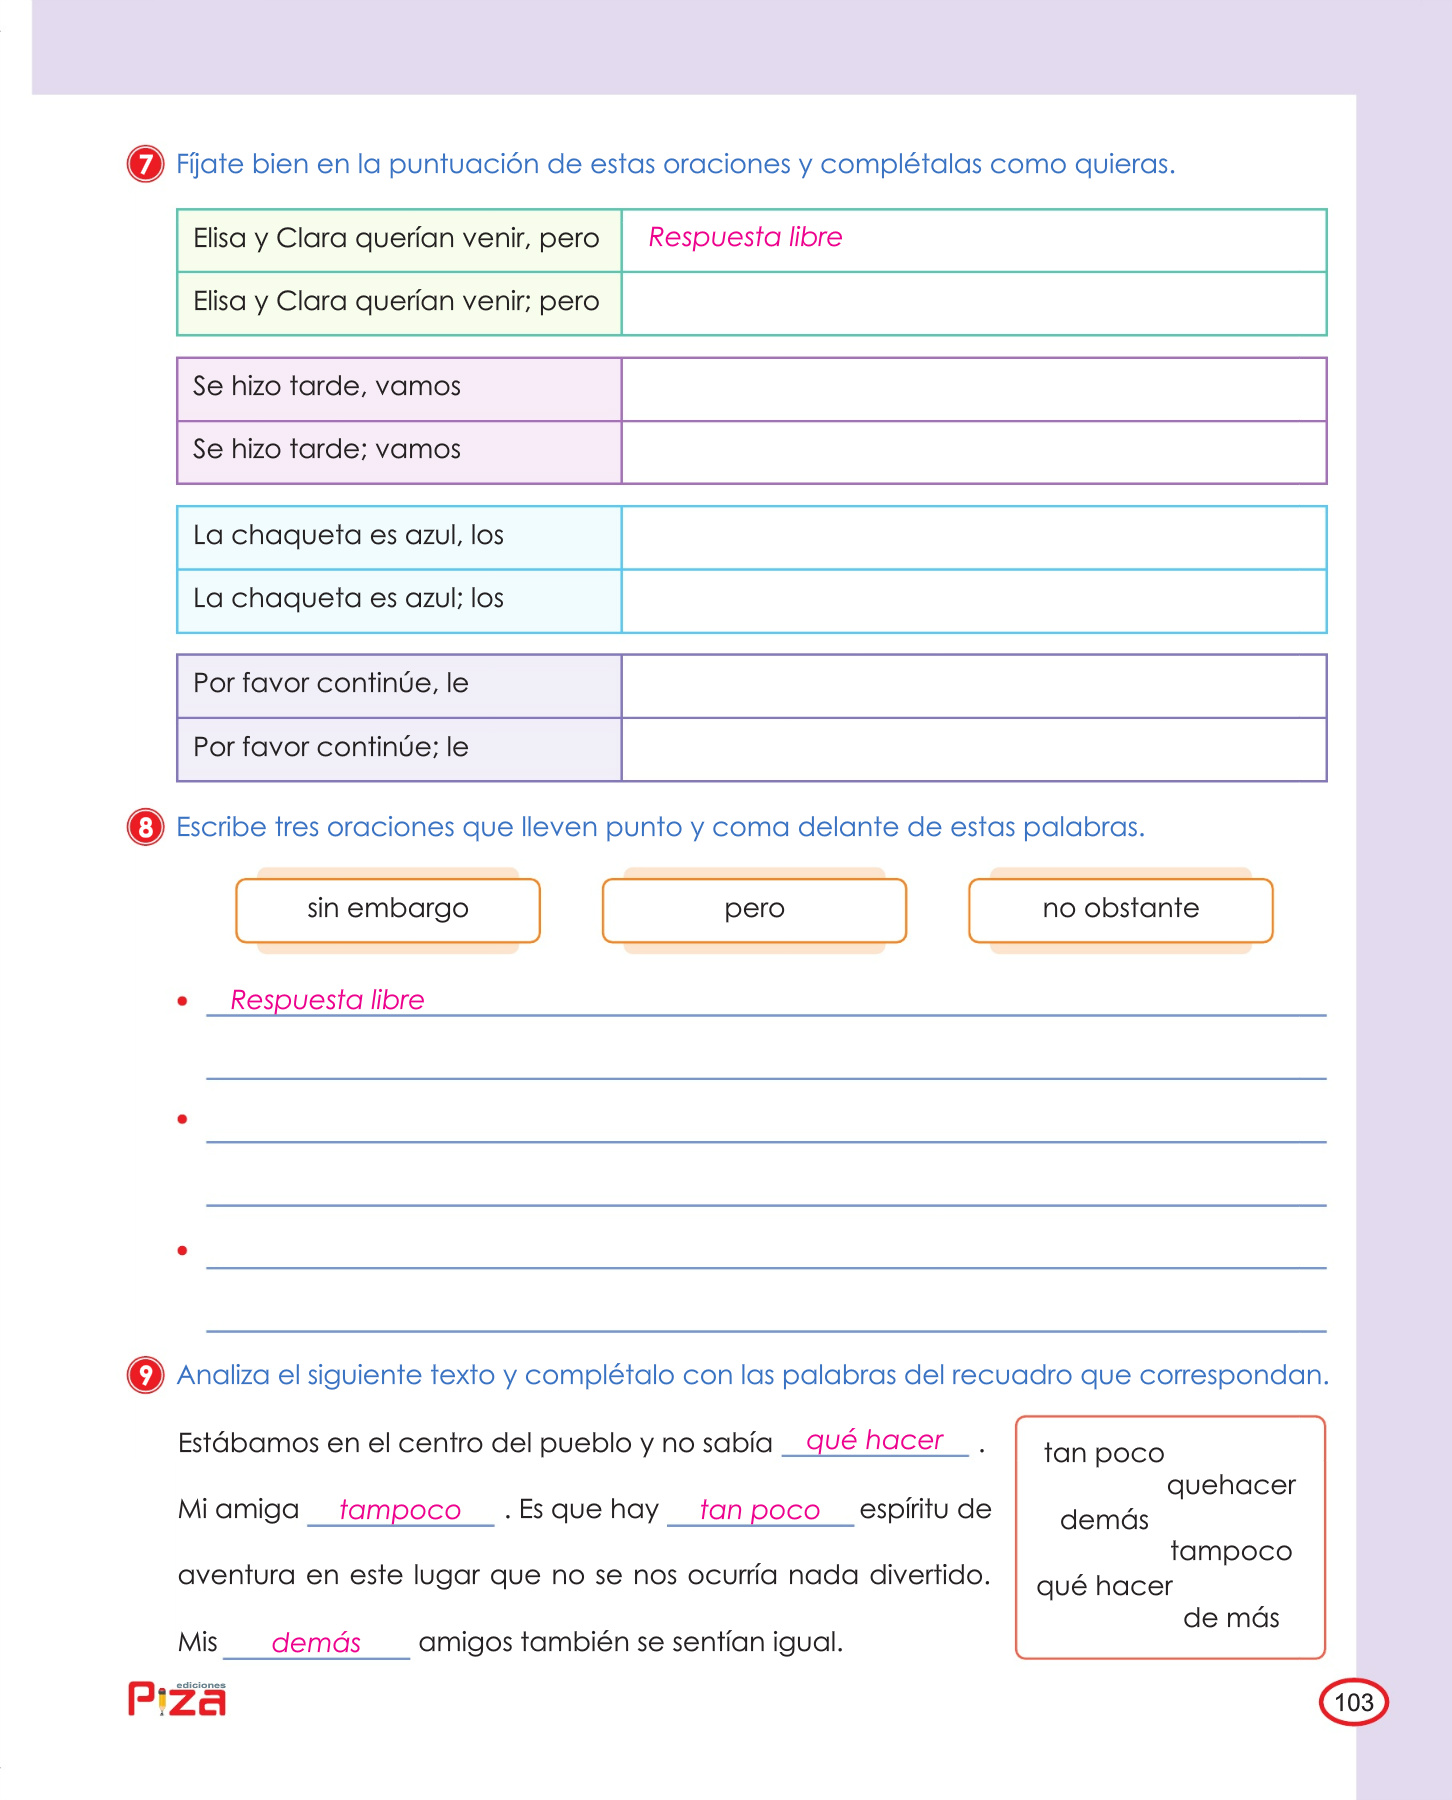 7 Fíjate bien en la puntuación de estas oraciones y complétalas como quieras.
Elisa y Clara querían venir, pero Respuesta libre
Elisa y Clara querían venir; pero
Se hizo tarde, vamos
Se hizo tarde; vamos
La chaqueta es azul, los
La chaqueta es azul; los
Por favor continúe, le
Por favor continúe; le
8 Escribe tres oraciones que lleven punto y coma delante de estas palabras.
sin embargo pero no obstante
• Respuesta libre
•
•
9 Analiza el siguiente texto y complétalo con las palabras del recuadro que correspondan.
Estábamos en el centro del pueblo y no sabía qué hacer .
Mi amiga tampoco . Es que hay tan poco espíritu de
aventura en este lugar que no se nos ocurría nada divertido.
Mis demás amigos también se sentían igual.
tan poco
quehacer
demás
tampoco
qué hacer
de más
ediciones
Piza
103